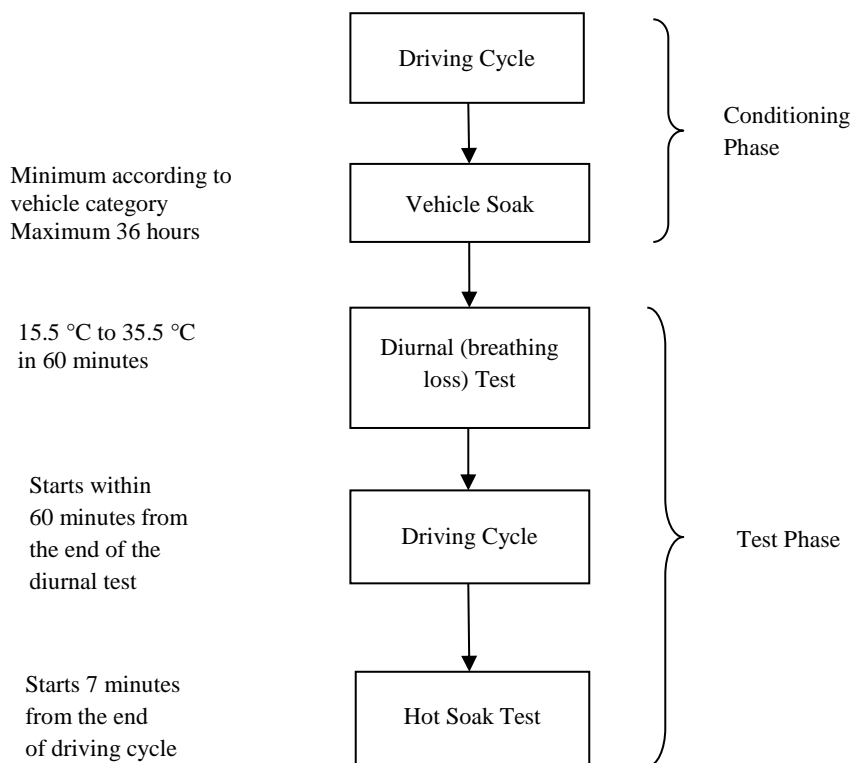 Driving Cycle
Conditioning
Phase
Minimum according to
vehicle category
Maximum 36 hours
Vehicle Soak
15.5 °C to 35.5 °C
in 60 minutes
Diurnal (breathing
loss) Test
Starts within
60 minutes from
the end of the
diurnal test
Driving Cycle
Test Phase
Starts 7 minutes
from the end
of driving cycle
Hot Soak Test